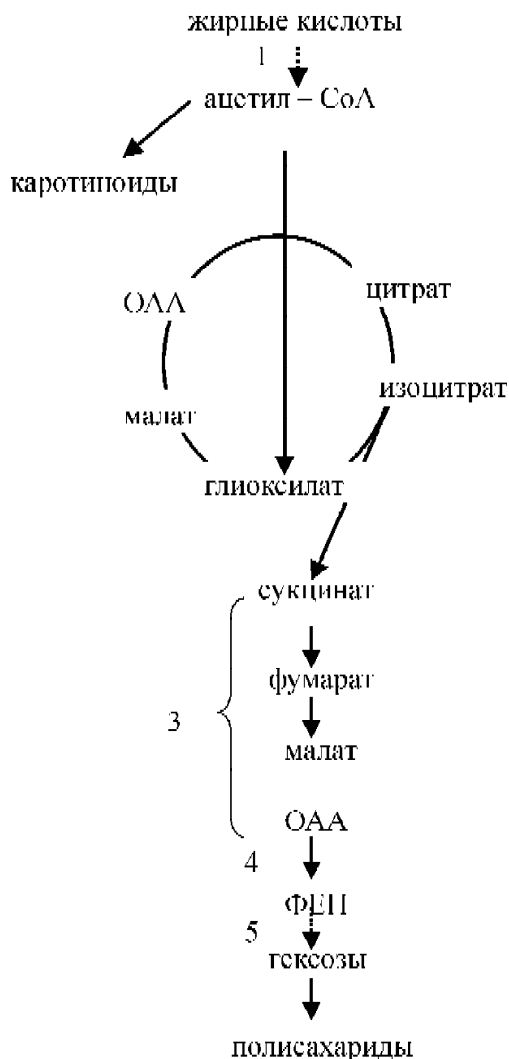 жирные кислоты
1
ацетил – СоА
каротиноиды
ОАА
цитрат
изоцитрат
малат
глиоксилат
сукцинат
фумарат
3
малат
ОАА
4
ФЕП
5
гексозы
полисахариды